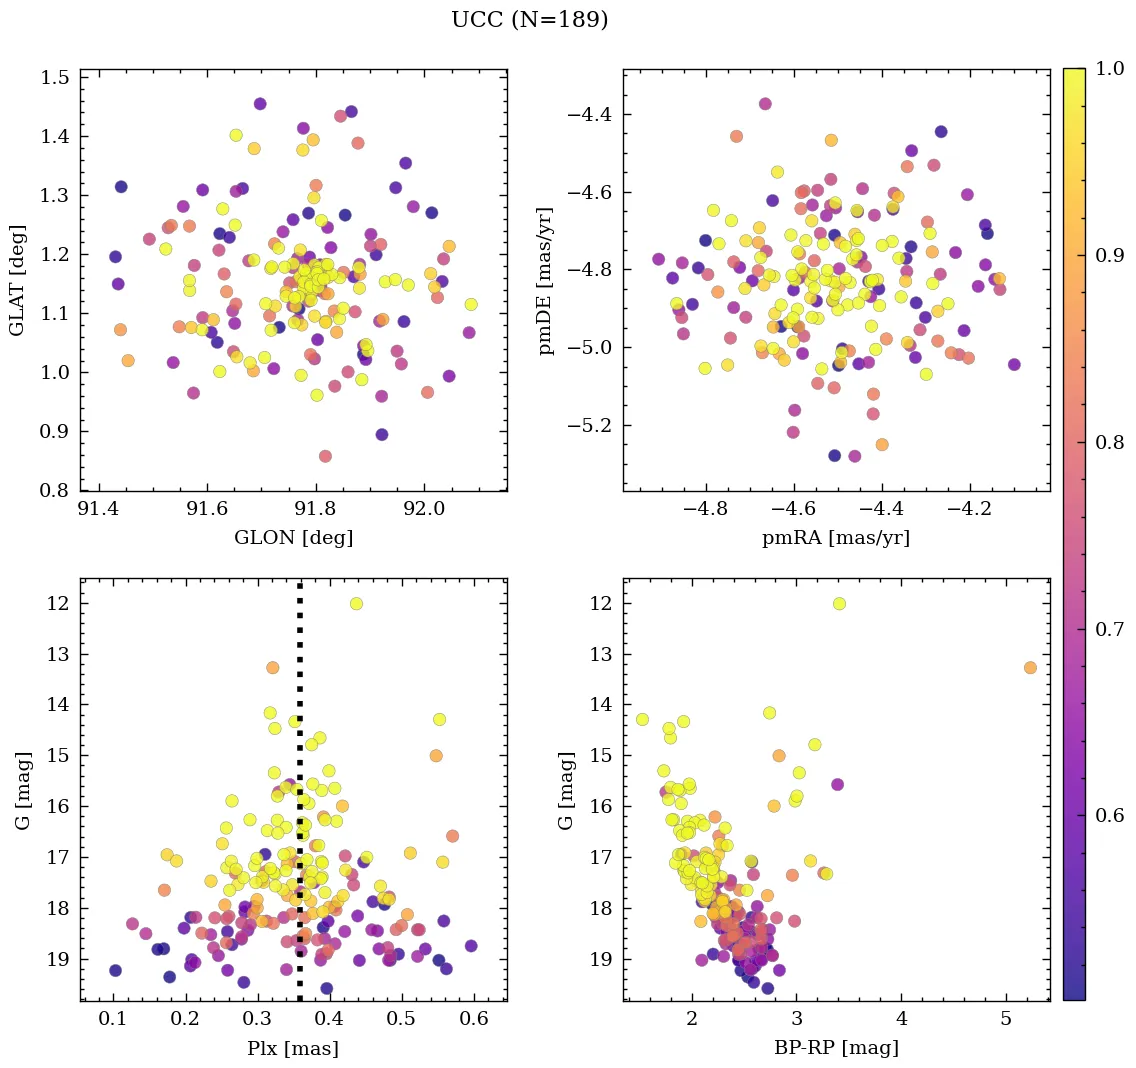 UCC (N=189)
1.5
1.4
1.3
1.2
1.1
1.0
0.9
0.8
GLAT [deg]
91.4 91.6 91.8 92.0
GLON [deg]
−4.4
−4.6
−4.8
−5.0
−5.2
pmDE [mas/yr]
−4.8 −4.6 −4.4 −4.2
pmRA [mas/yr]
1.0
0.9
0.8
0.7
0.6
12
13
14
15
16
17
18
19
G [mag]
0.1 0.2 0.3 0.4 0.5 0.6
Plx [mas]
12
13
14
15
16
17
18
19
G [mag]
2 3 4 5
BP-RP [mag]